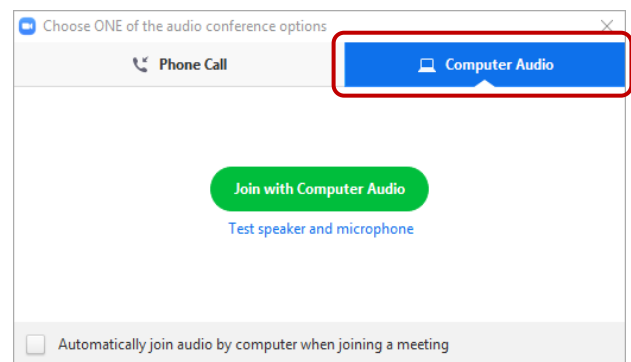 Choose ONE of the audio conference options
Phone Call
Computer Audio
Join with Computer Audio
Test speaker and microphone
Automatically join audio by computer when joining a meeting